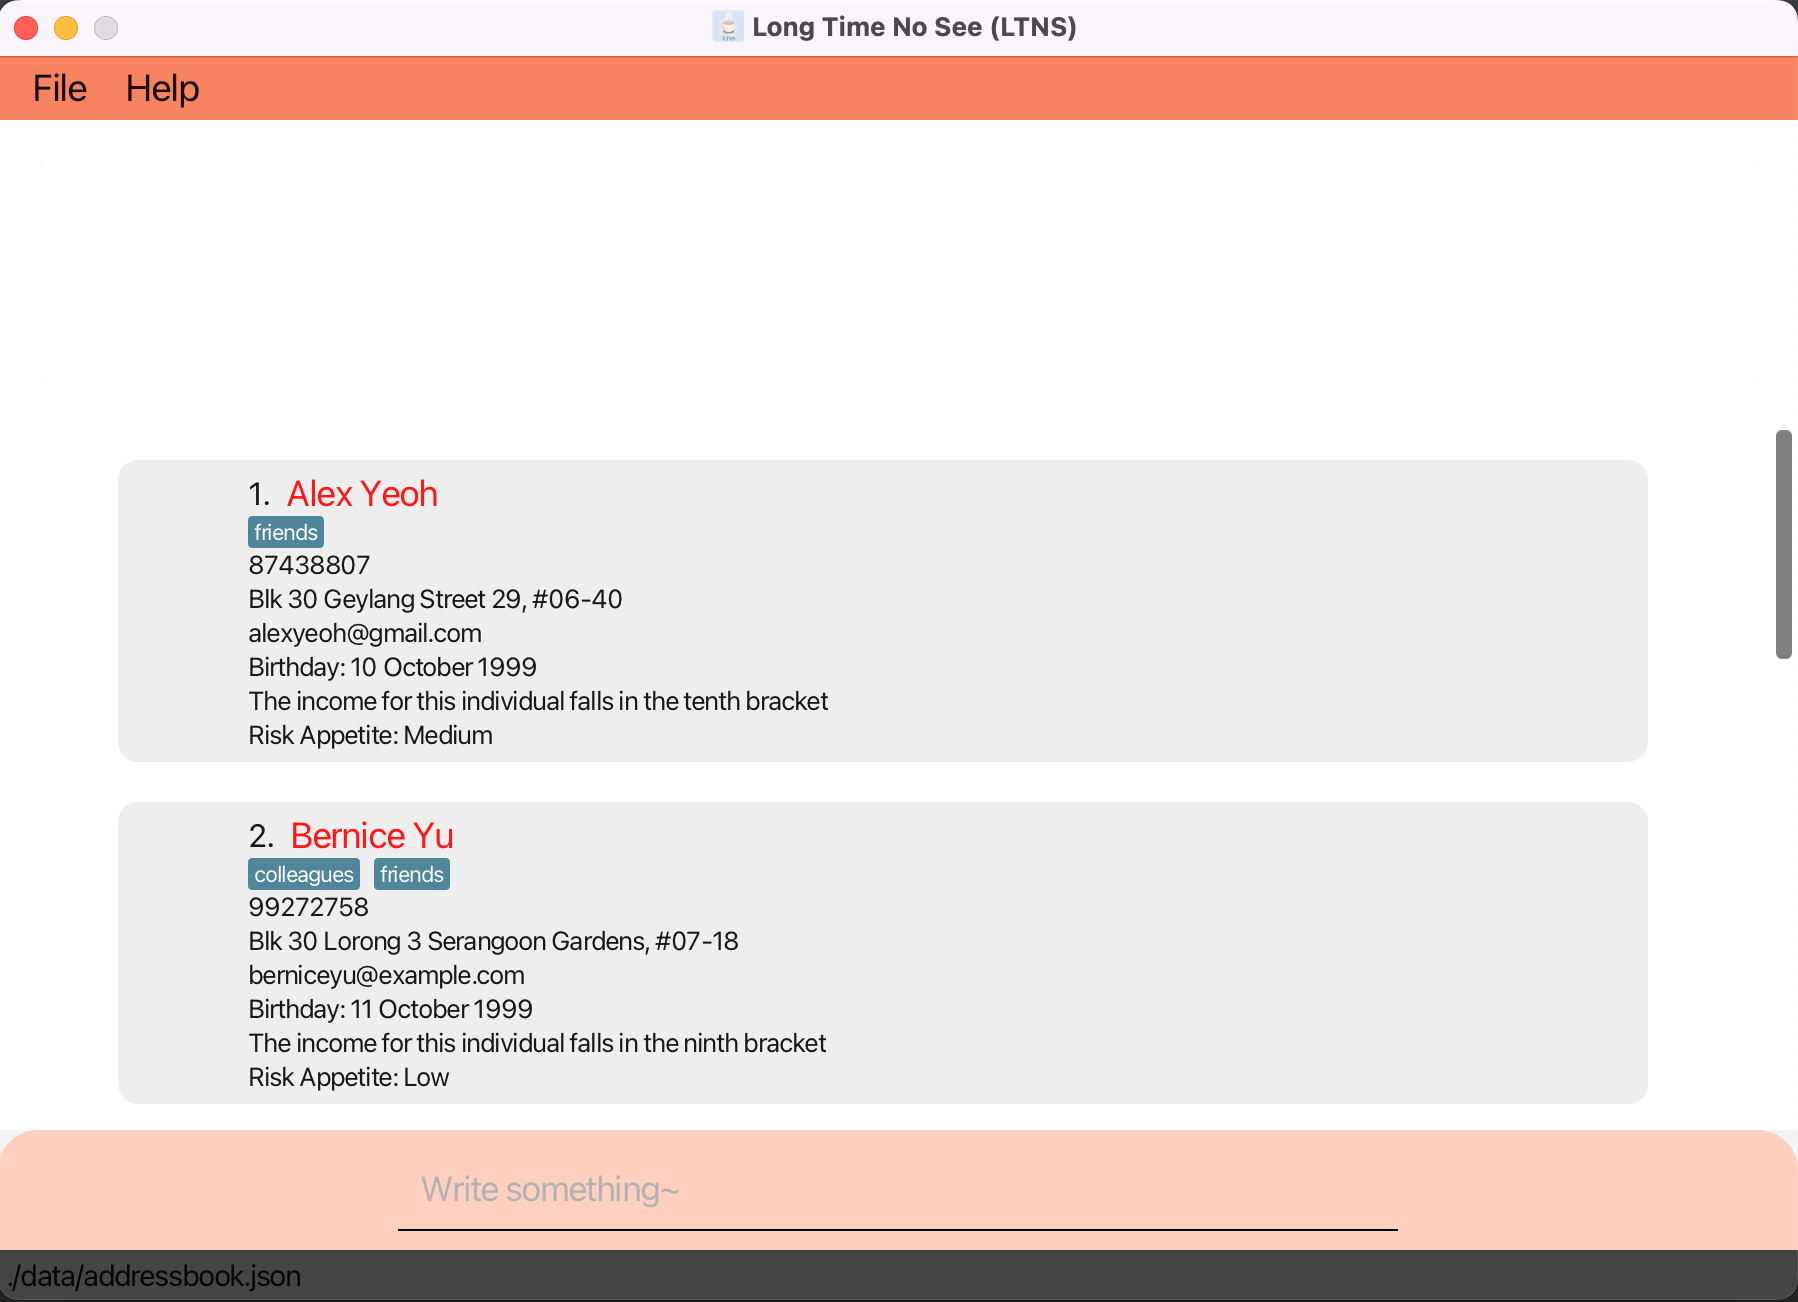 Long Time No See (LTNS)
File Help
1. Alex Yeoh
friends
87438807
Blk 30 Geylang Street 29, #06-40
alexyeoh@gmail.com
Birthday: 10 October 1999
The income for this individual falls in the tenth bracket
Risk Appetite: Medium
2. Bernice Yu
colleagues friends
99272758
Blk 30 Lorong 3 Serangoon Gardens, #07-18
berniceyu@example.com
Birthday: 11 October 1999
The income for this individual falls in the ninth bracket
Risk Appetite: Low
Write something~
./data/addressbook.json